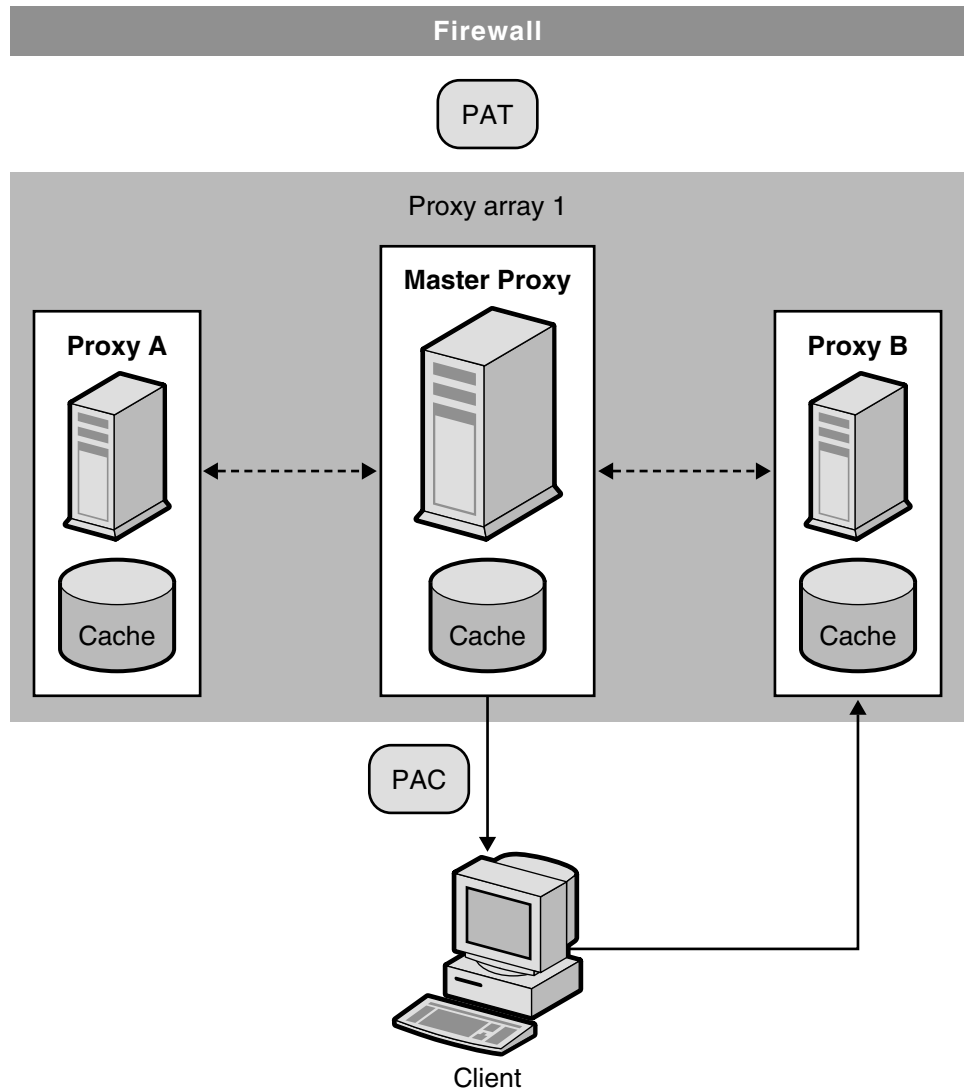 Firewall
PAT
Proxy array 1
Master Proxy
Proxy A
Proxy B
Cache
Cache
Cache
PAC
Client